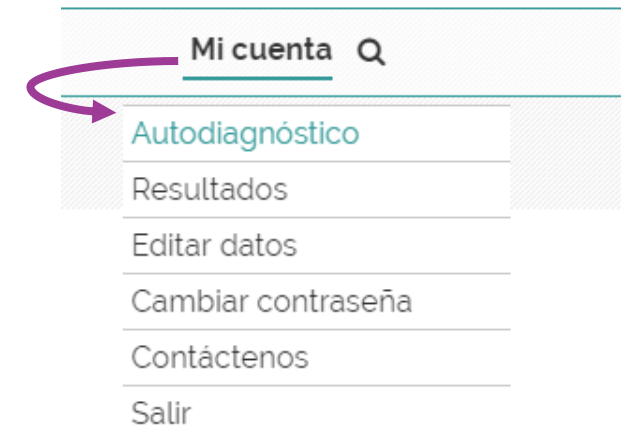 Mi cuenta
Autodiagnóstico
Resultados
Editar datos
Cambiar contraseña
Contáctenos
Salir